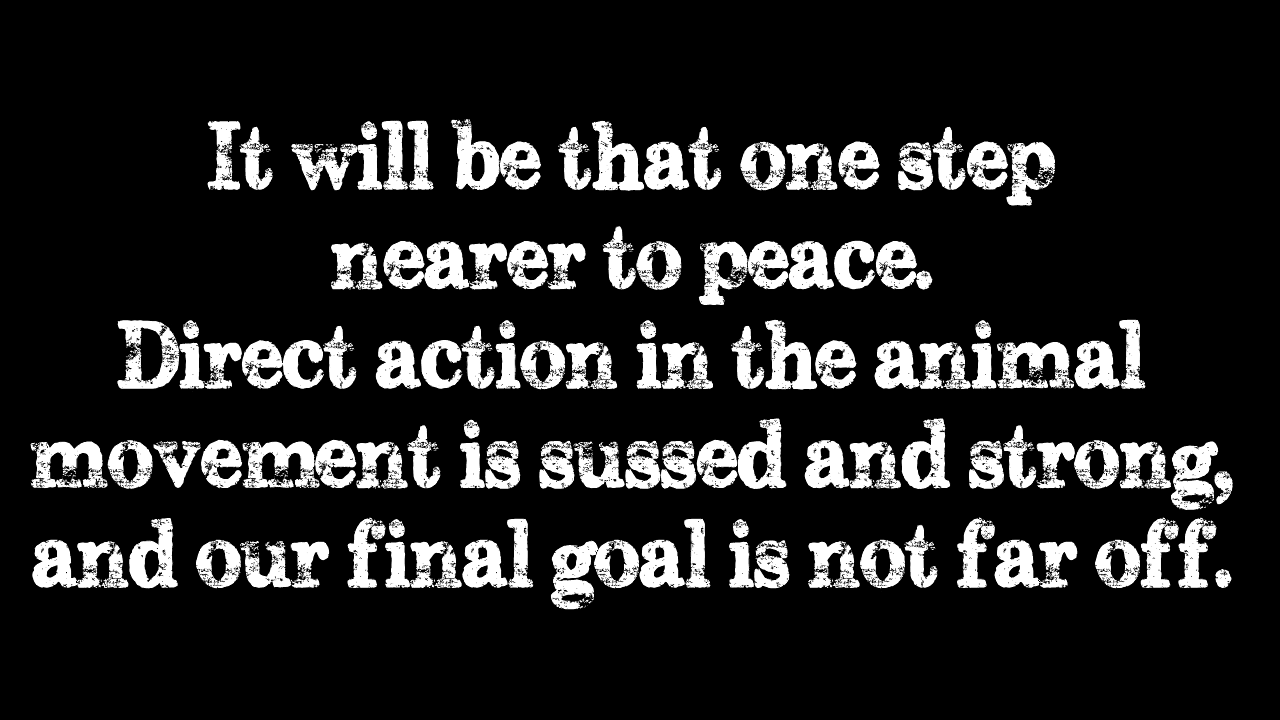 It will be that one step
nearer to peace.
Direct action in the animal
movement is sussed and strong,
and our final goal is not far off.